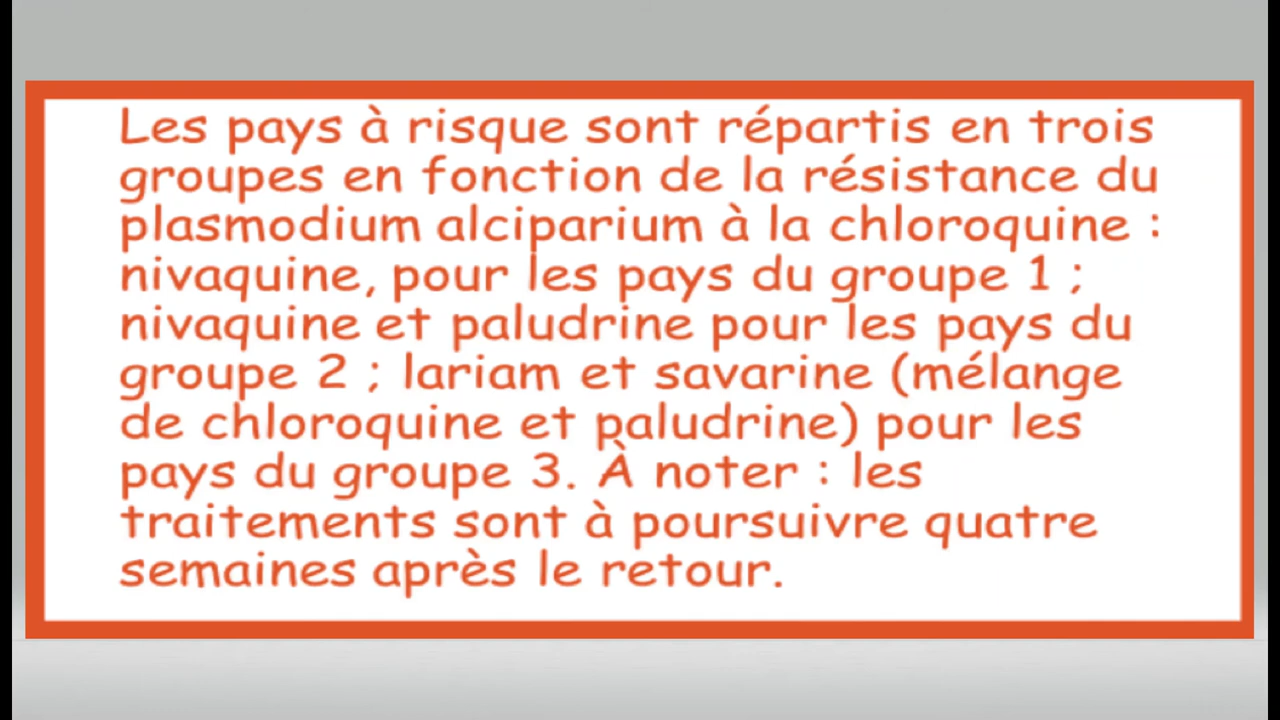 Les pays à risque sont répartis en trois
groupes en fonction de la résistance du
plasmodium alciparium à la chloroquine :
nivaquine, pour les pays du groupe 1 ;
nivaquine et paludrine pour les pays du
groupe 2 ; lariam et savarine (mélange
de chloroquine et paludrine) pour les
pays du groupe 3. À noter : les
traitements sont à poursuivre quatre
semaines après le retour.